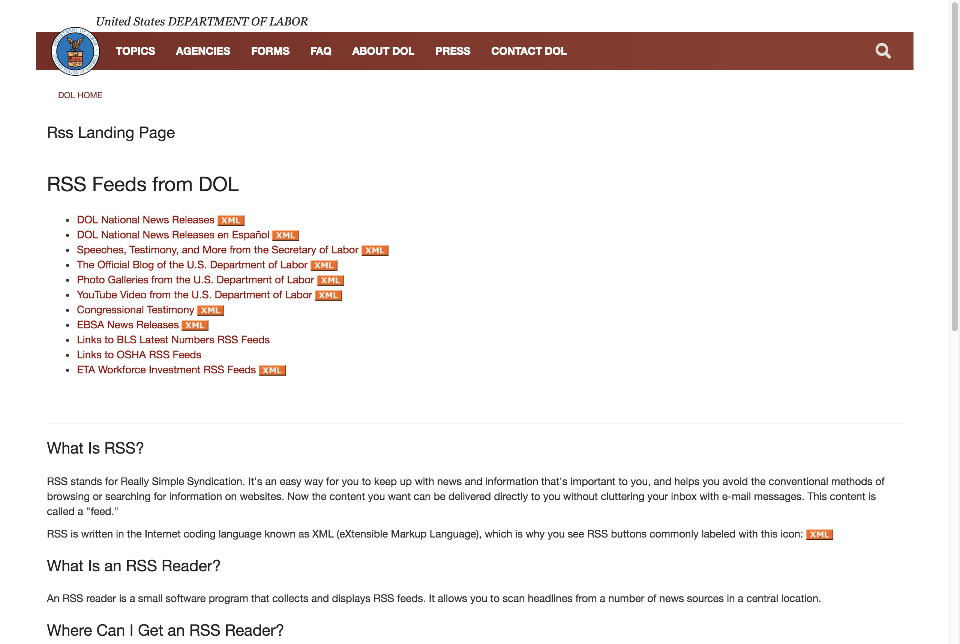 United States DEPARTMENT OF LABOR
TOPICS AGENCIES FORMS FAQ ABOUT DOL PRESS CONTACT DOL
DOL HOME
Rss Landing Page
RSS Feeds from DOL
• DOL National News Releases XML
• DOL National News Releases en Español XML
• Speeches, Testimony, and More from the Secretary of Labor XML
• The Official Blog of the U.S. Department of Labor XML
• Photo Galleries from the U.S. Department of Labor XML
• YouTube Video from the U.S. Department of Labor XML
• Congressional Testimony XML
• EBSA News Releases XML
• Links to BLS Latest Numbers RSS Feeds
• Links to OSHA RSS Feeds
• ETA Workforce Investment RSS Feeds XML
What Is RSS?
RSS stands for Really Simple Syndication. It's an easy way for you to keep up with news and information that's important to you, and helps you avoid the conventional methods of
browsing or searching for information on websites. Now the content you want can be delivered directly to you without cluttering your inbox with e-mail messages. This content is
called a "feed."
RSS is written in the Internet coding language known as XML (eXtensible Markup Language), which is why you see RSS buttons commonly labeled with this icon: XML
What Is an RSS Reader?
An RSS reader is a small software program that collects and displays RSS feeds. It allows you to scan headlines from a number of news sources in a central location.
Where Can I Get an RSS Reader?